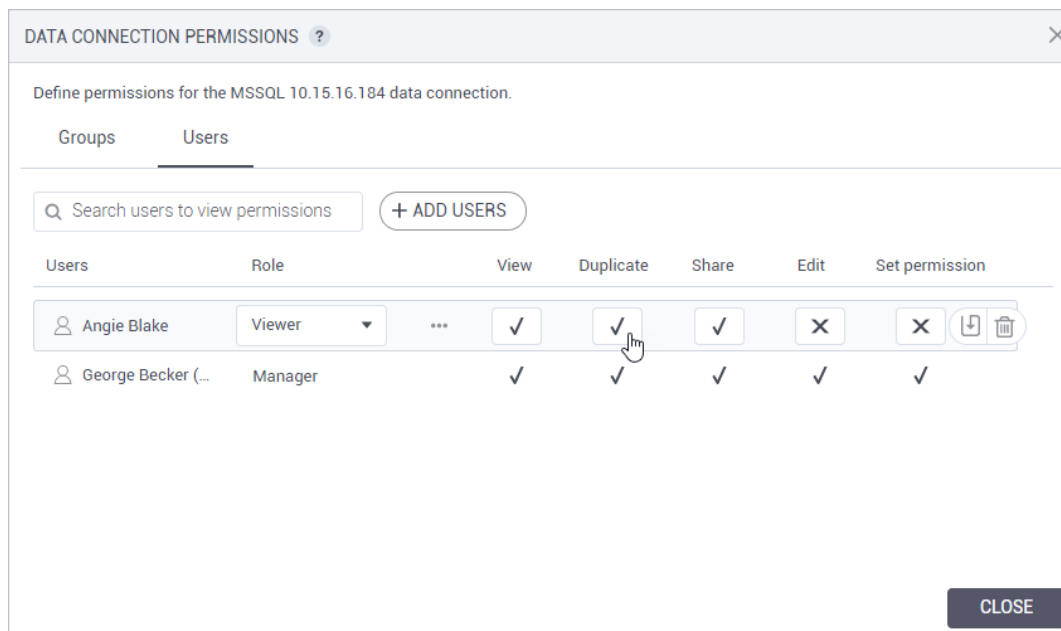 DATA CONNECTION PERMISSIONS ?
Define permissions for the MSSQL 10.15.16.184 data connection.
Groups Users
Search users to view permissions + ADD USERS
Users Role View Duplicate Share Edit Set permission
Angie Blake Viewer ...
George Becker (... Manager
CLOSE